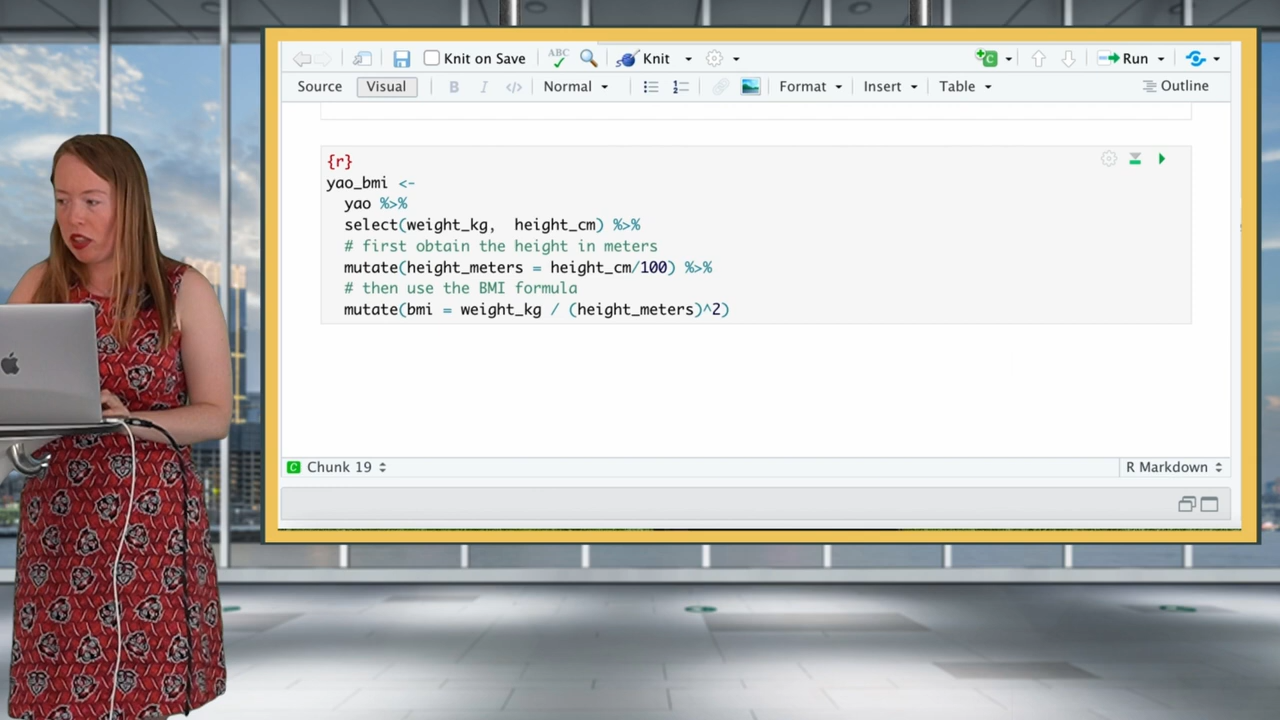 Knit on Save ABC Knit Run
Source Visual B I </> Normal Format Insert Table Outline
{r}
yao_bmi <-
yao %>%
select(weight_kg, height_cm) %>%
# first obtain the height in meters
mutate(height_meters = height_cm/100) %>%
# then use the BMI formula
mutate(bmi = weight_kg / (height_meters)^2)
C Chunk 19 R Markdown